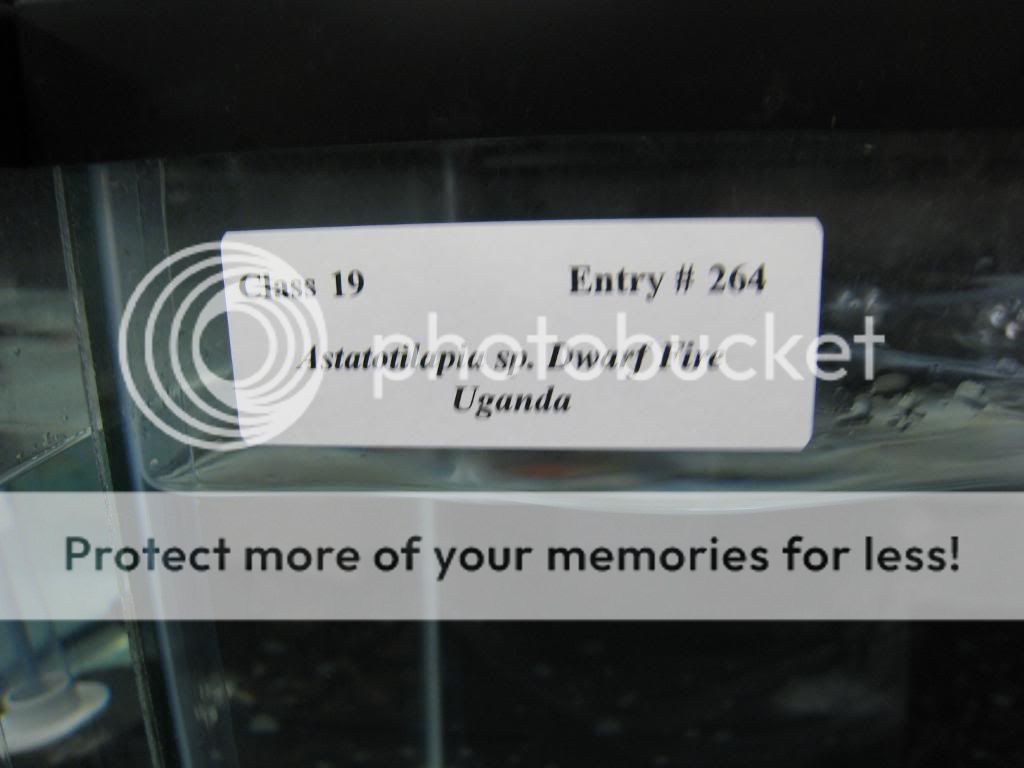 Class 19 Entry # 264
Astatotilapia sp. Dwarf Fire
Uganda
photobucket
Protect more of your memories for less!